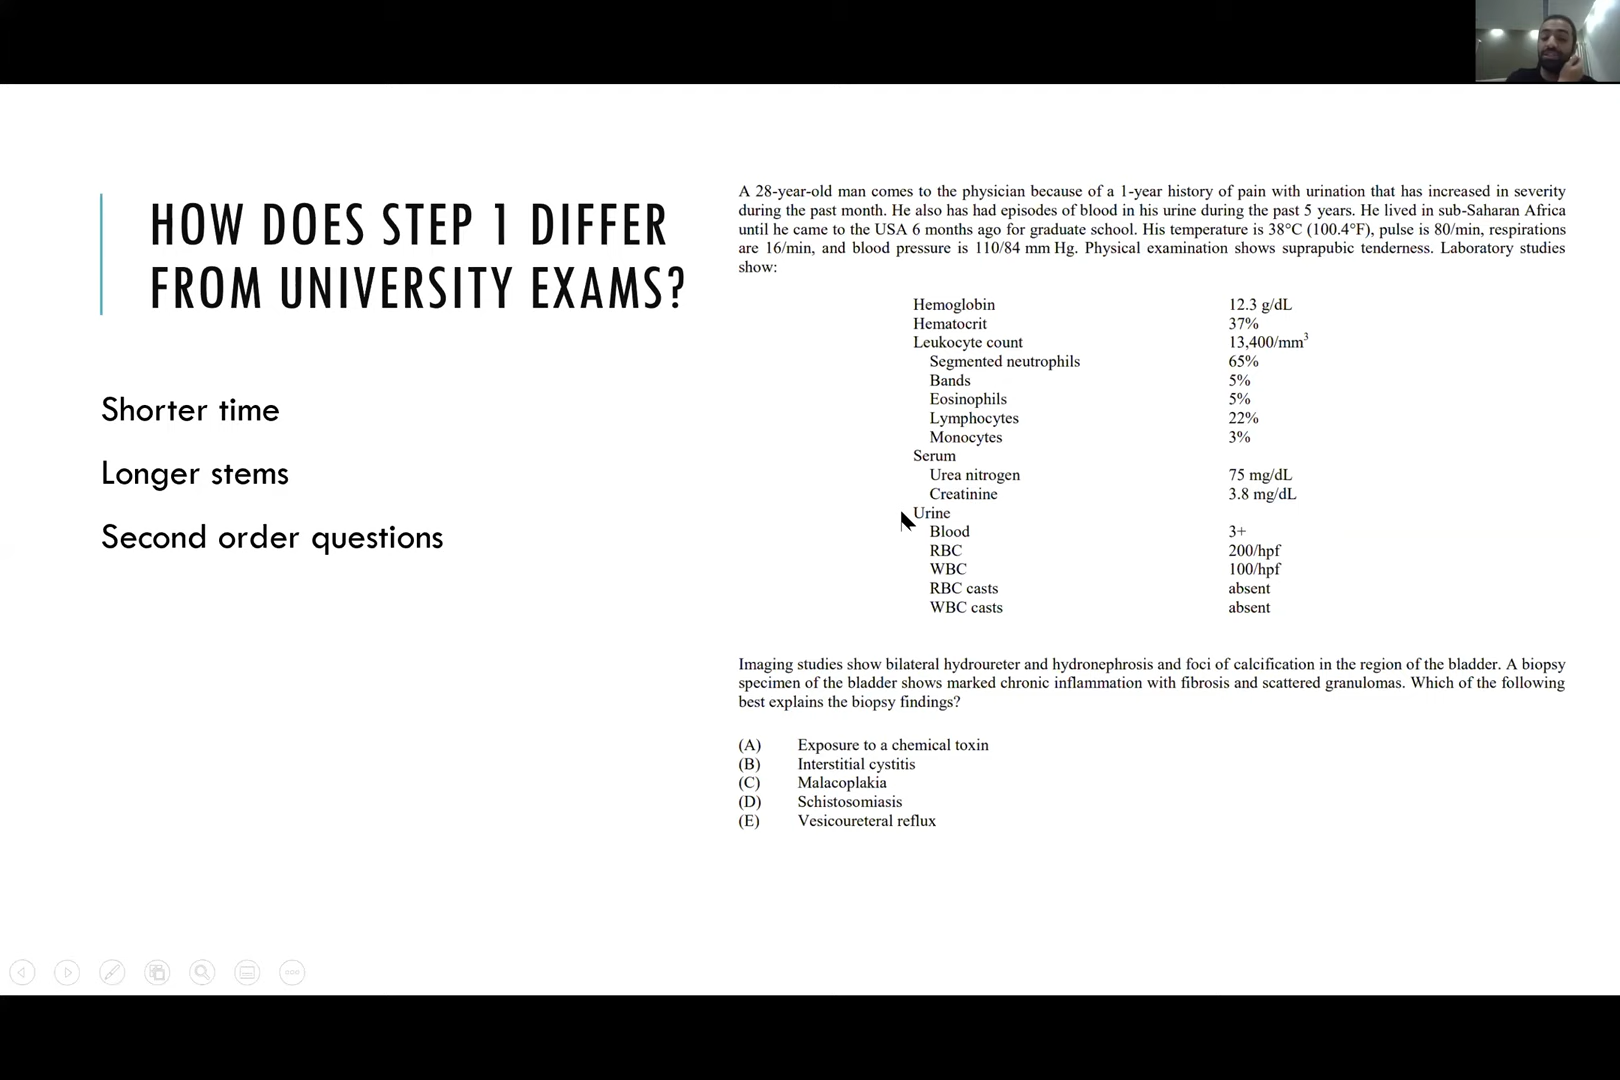 HOW DOES STEP 1 DIFFER
FROM UNIVERSITY EXAMS?
Shorter time
Longer stems
Second order questions
A 28-year-old man comes to the physician because of a 1-year history of pain with urination that has increased in severity
during the past month. He also has had episodes of blood in his urine during the past 5 years. He lived in sub-Saharan Africa
until he came to the USA 6 months ago for graduate school. His temperature is 38°C (100.4°F), pulse is 80/min, respirations
are 16/min, and blood pressure is 110/84 mm Hg. Physical examination shows suprapubic tenderness. Laboratory studies
show:
Hemoglobin 12.3 g/dL
Hematocrit 37%
Leukocyte count 13,400/mm³
Segmented neutrophils 65%
Bands 5%
Eosinophils 5%
Lymphocytes 22%
Monocytes 3%
Serum
Urea nitrogen 75 mg/dL
Creatinine 3.8 mg/dL
Urine
Blood 3+
RBC 200/hpf
WBC 100/hpf
RBC casts absent
WBC casts absent
Imaging studies show bilateral hydroureter and hydronephrosis and foci of calcification in the region of the bladder. A biopsy
specimen of the bladder shows marked chronic inflammation with fibrosis and scattered granulomas. Which of the following
best explains the biopsy findings?
(A) Exposure to a chemical toxin
(B) Interstitial cystitis
(C) Malacoplakia
(D) Schistosomiasis
(E) Vesicoureteral reflux